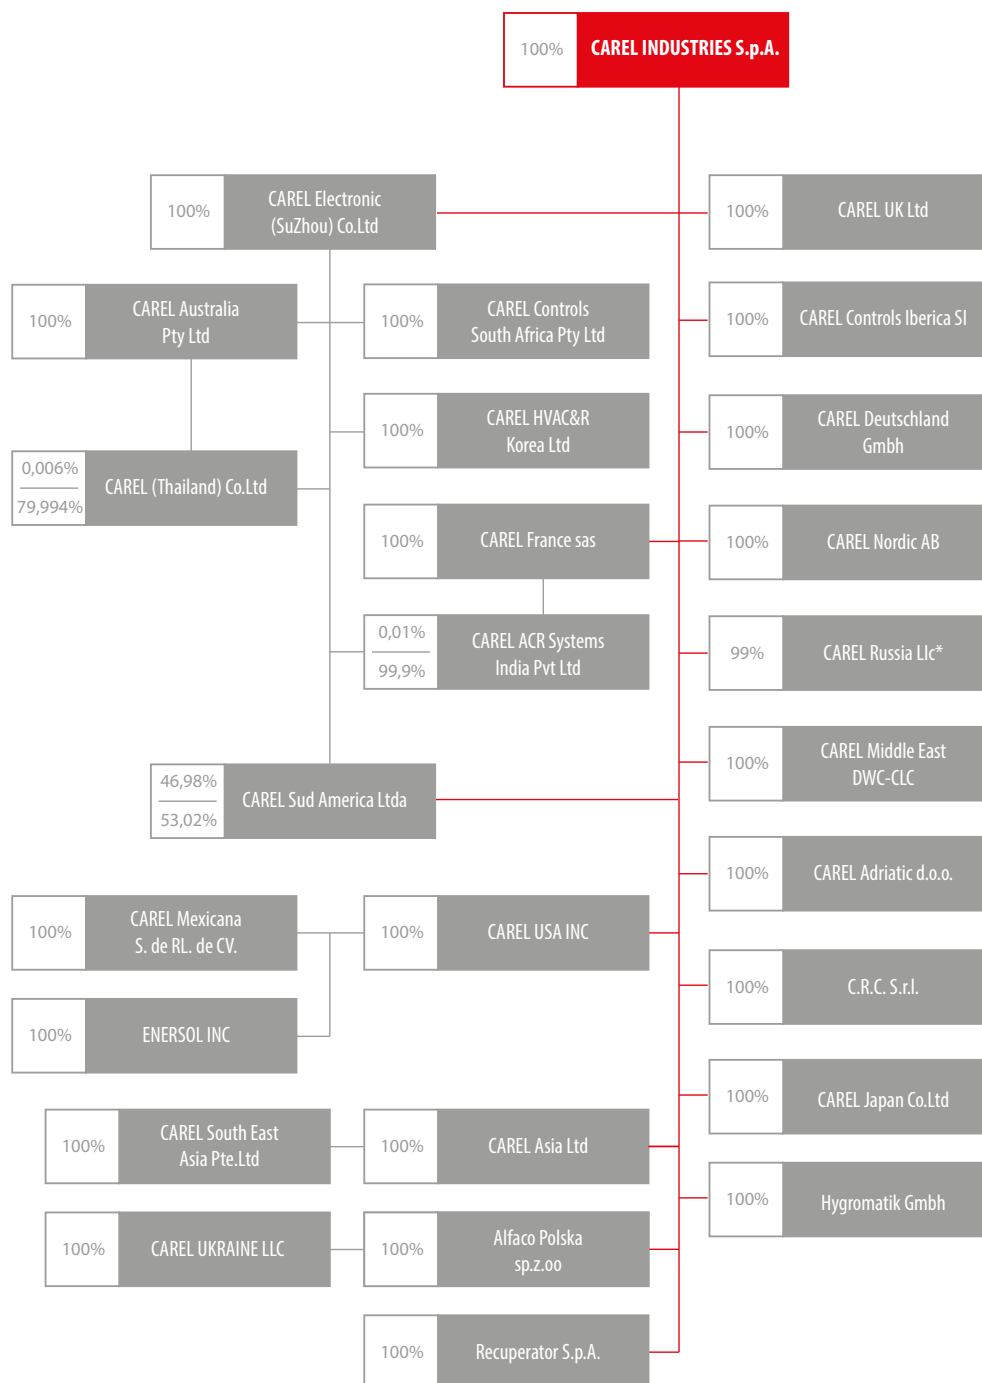 100%
CAREL INDUSTRIES S.p.A.
100%
CAREL Electronic
(SuZhou) Co.Ltd
100%
CAREL UK Ltd
100%
CAREL Australia
Pty Ltd
100%
CAREL Controls
South Africa Pty Ltd
100%
CAREL Controls Iberica SI
100%
CAREL HVAC&R
Korea Ltd
100%
CAREL Deutschland
Gmbh
0,006%
79,994%
CAREL (Thailand) Co.Ltd
100%
CAREL France sas
100%
CAREL Nordic AB
0,01%
99,9%
CAREL ACR Systems
India Pvt Ltd
99%
CAREL Russia Llc*
46,98%
53,02%
CAREL Sud America Ltda
100%
CAREL Middle East
DWC-CLC
100%
CAREL Adriatic d.o.o.
100%
CAREL Mexicana
S. de RL. de CV.
100%
CAREL USA INC
100%
C.R.C. S.r.l.
100%
ENERSOL INC
100%
CAREL Japan Co.Ltd
100%
CAREL South East
Asia Pte.Ltd
100%
CAREL Asia Ltd
100%
Hygromatik Gmbh
100%
CAREL UKRAINE LLC
100%
Alfaco Polska
sp.z.oo
100%
Recuperator S.p.A.